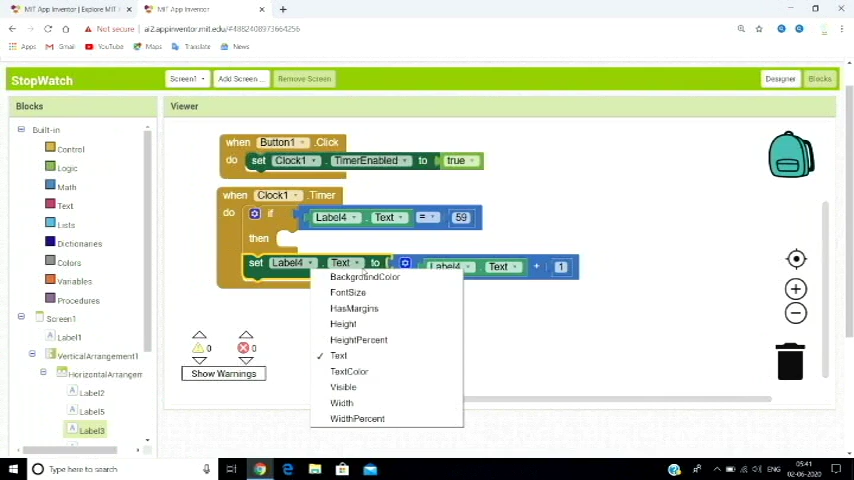 MIT App Inventor | Explore MIT A
MIT App Inventor
Not secure | ai2.appinventor.mit.edu/#4882408973664256
Apps Gmail YouTube Maps Translate News
StopWatch Screen1 Add Screen ... Remove Screen Designer Blocks
Blocks Viewer
Built-in
Control
Logic
Math
Text
Lists
Dictionaries
Colors
Variables
Procedures
Screen1
Label1
VerticalArrangement1
HorizontalArrangem
Label2
Label5
Label3
when Button1 .Click
do set Clock1 . TimerEnabled to true
when Clock1 .Timer
do if Label4 . Text = 59
then
set Label4 . Text to Label4 . Text + 1
BackgroundColor
FontSize
HasMargins
Height
HeightPercent
Text
TextColor
Visible
Width
WidthPercent
0 0
Show Warnings
Type here to search
ENG
05:41
02-06-2020